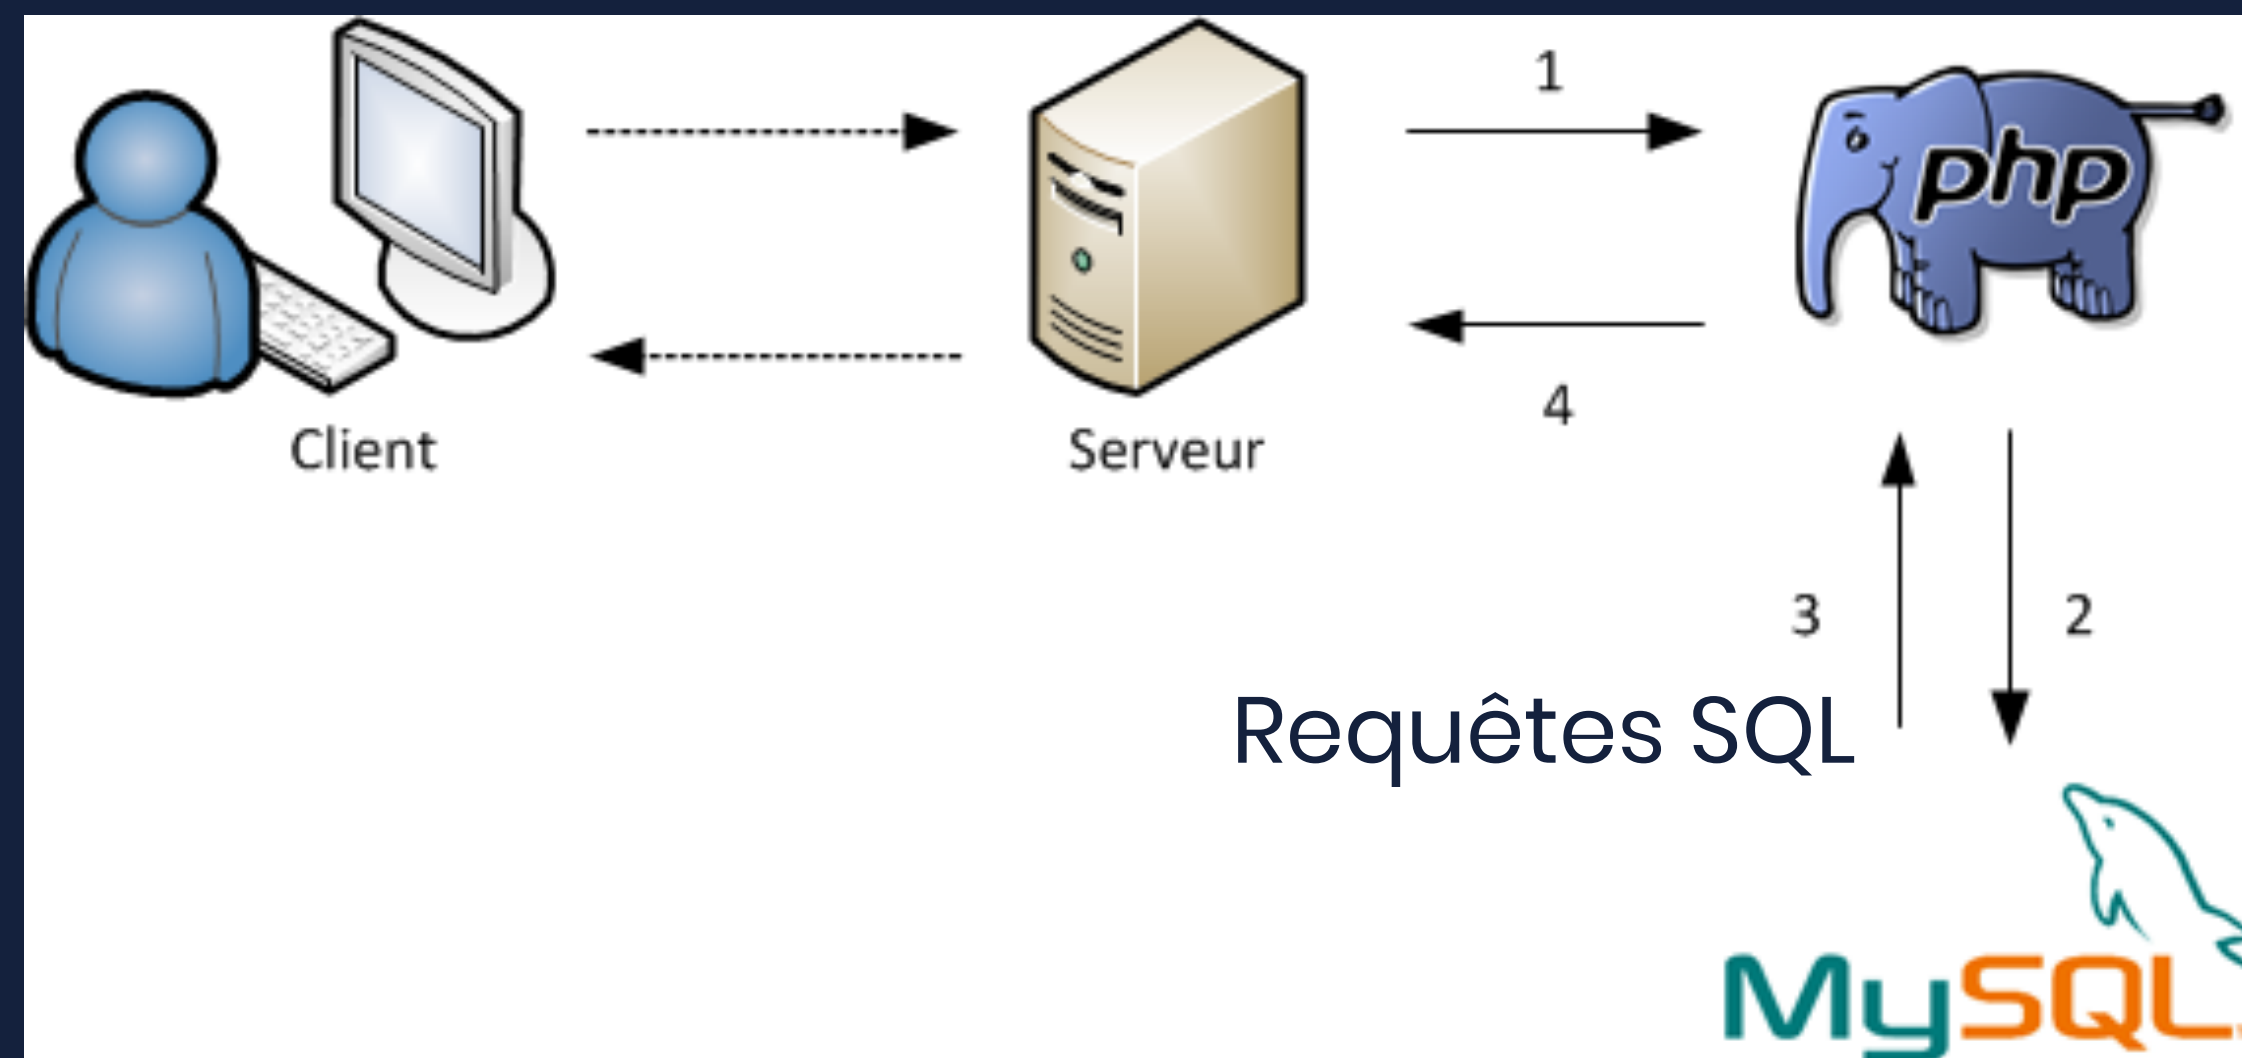 1
php
4
Client
Serveur
3
2
Requêtes SQL
MySQL